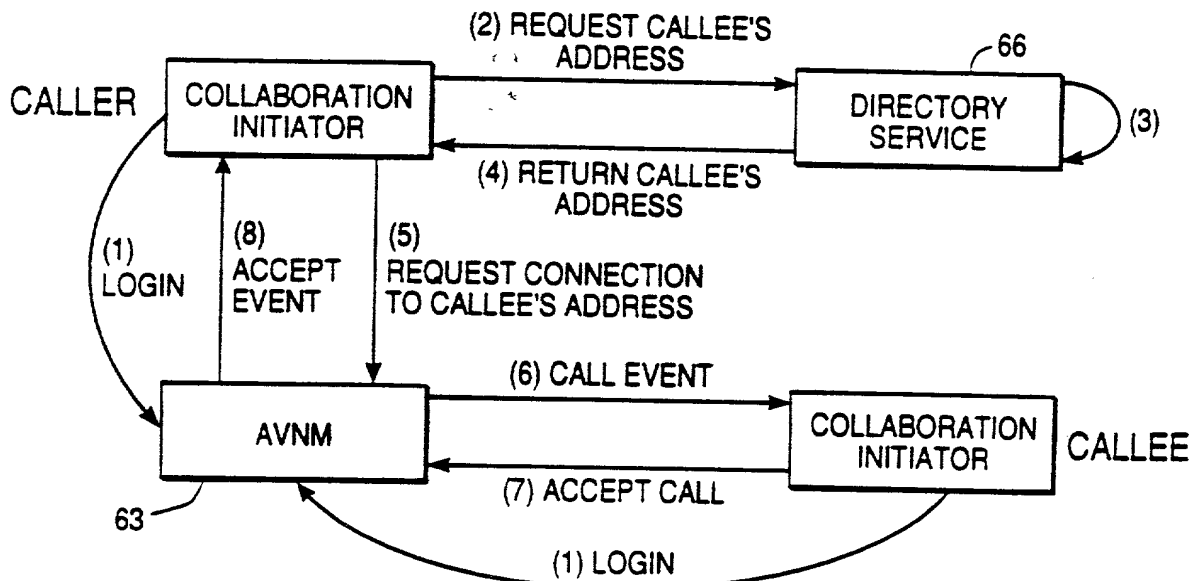 (2) REQUEST CALLEE'S
ADDRESS
66
CALLER
COLLABORATION
INITIATOR
DIRECTORY
SERVICE
(3)
(4) RETURN CALLEE'S
ADDRESS
(1)
LOGIN
(8)
ACCEPT
EVENT
(5)
REQUEST CONNECTION
TO CALLEE'S ADDRESS
(6) CALL EVENT
AVNM
COLLABORATION
INITIATOR
CALLEE
(7) ACCEPT CALL
63
(1) LOGIN